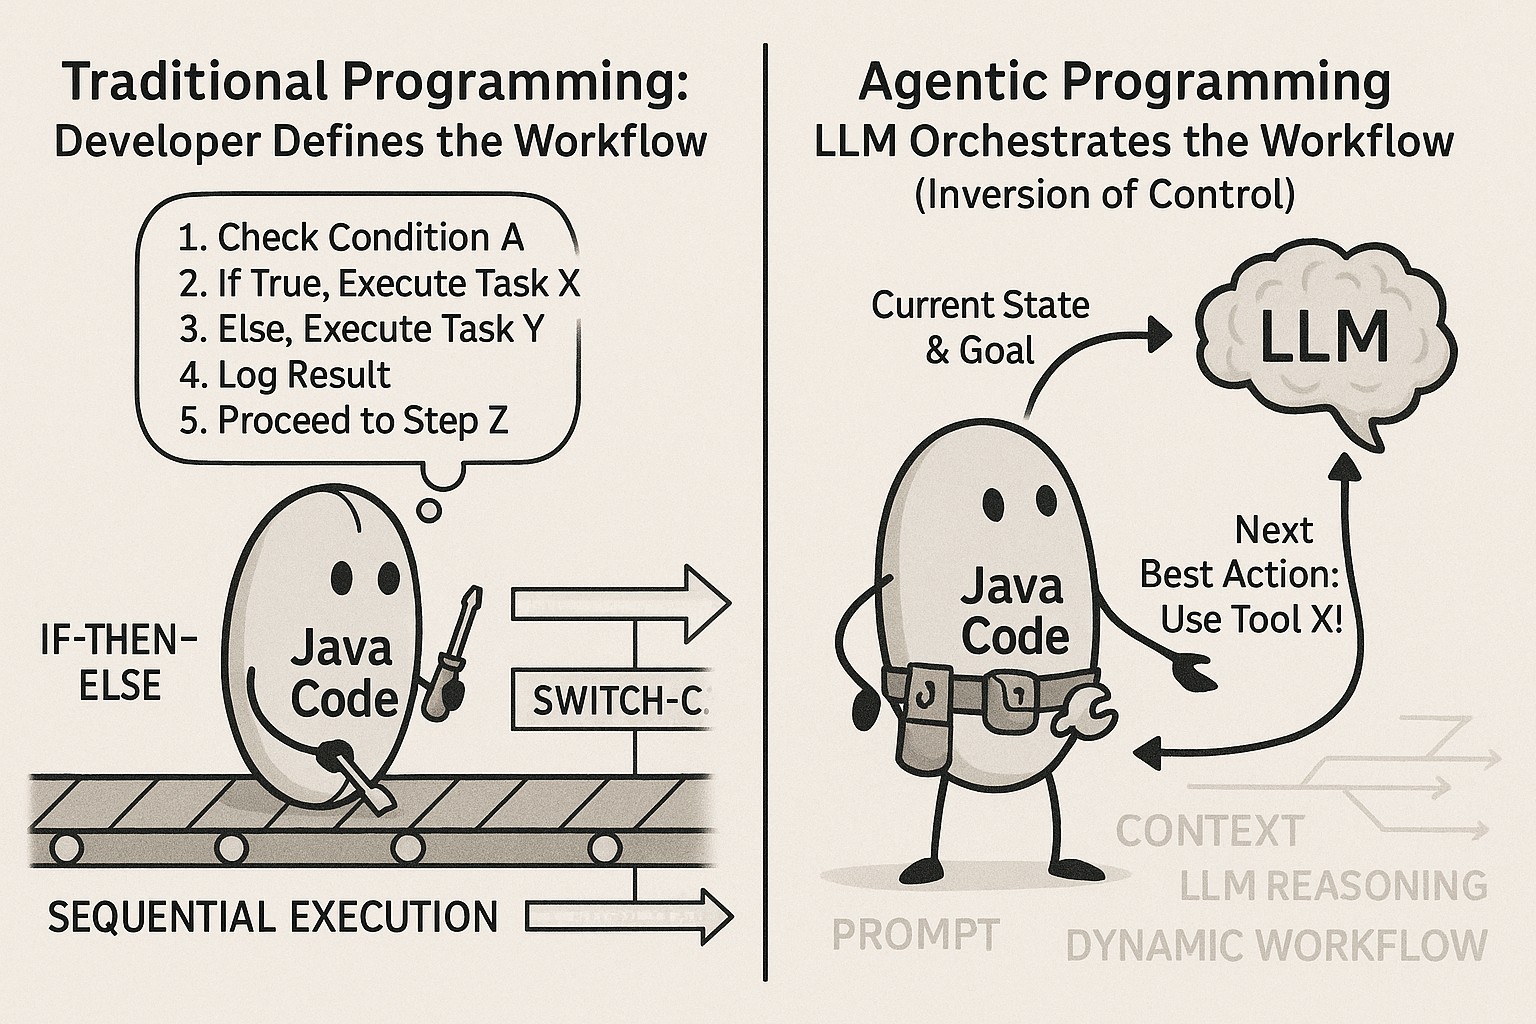 Traditional Programming:
Developer Defines the Workflow
1. Check Condition A
2. If True, Execute Task X
3. Else, Execute Task Y
4. Log Result
5. Proceed to Step Z
IF-THEN-
ELSE
Java
Code
SWITCH-C
SEQUENTIAL EXECUTION
Agentic Programming
LLM Orchestrates the Workflow
(Inversion of Control)
Current State
& Goal
LLM
Next
Best Action:
Use Tool X!
Java
Code
CONTEXT
LLM REASONING
PROMPT
DYNAMIC WORKFLOW